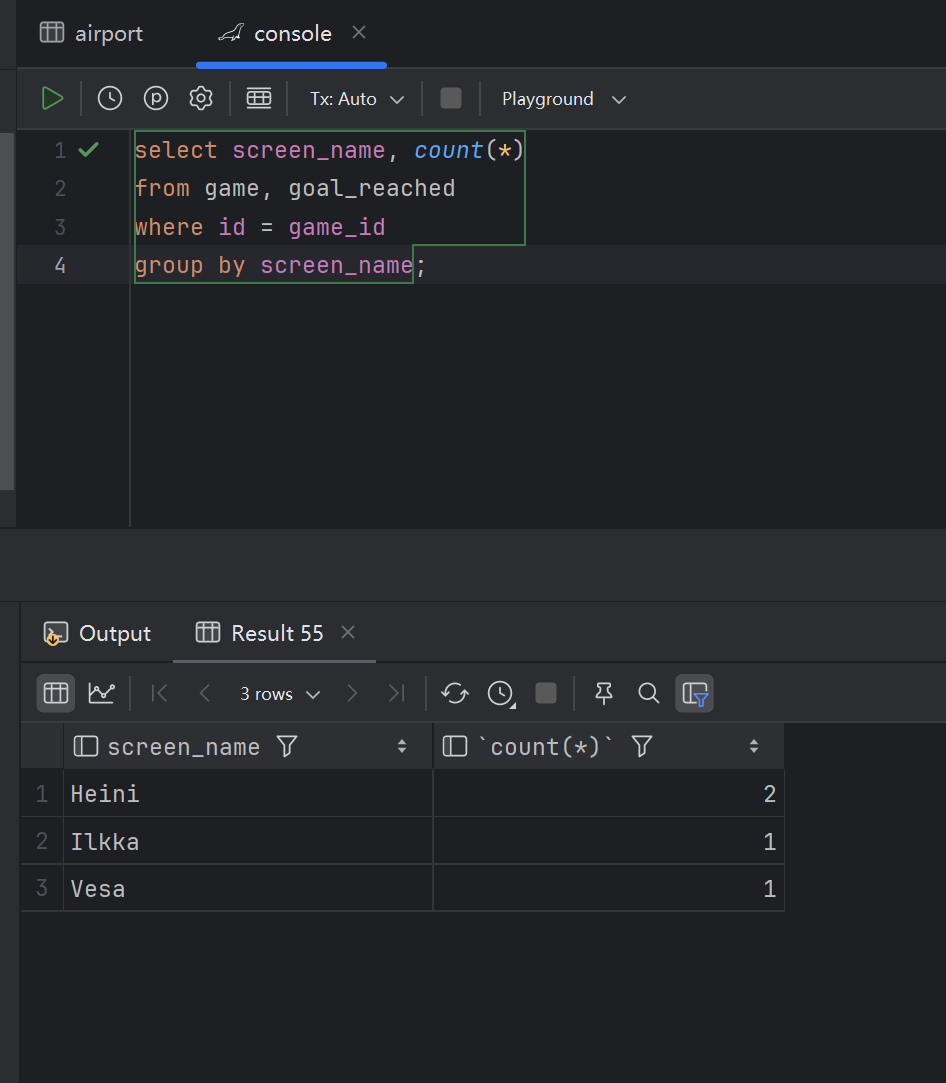 airport console
Tx: Auto Playground
1 select screen_name, count(*)
2 from game, goal_reached
3 where id = game_id
4 group by screen_name;
Output Result 55
3 rows
screen_name `count(*)`
1 Heini 2
2 Ilkka 1
3 Vesa 1